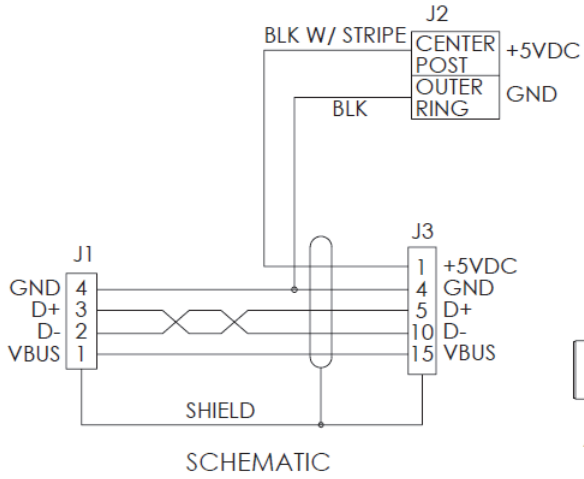 J2
BLK W/ STRIPE
CENTER POST
+5VDC
OUTER RING
GND
BLK
J1
GND 4
D+ 3
D- 2
VBUS 1
J3
1 +5VDC
4 GND
5 D+
10 D-
15 VBUS
SHIELD
SCHEMATIC